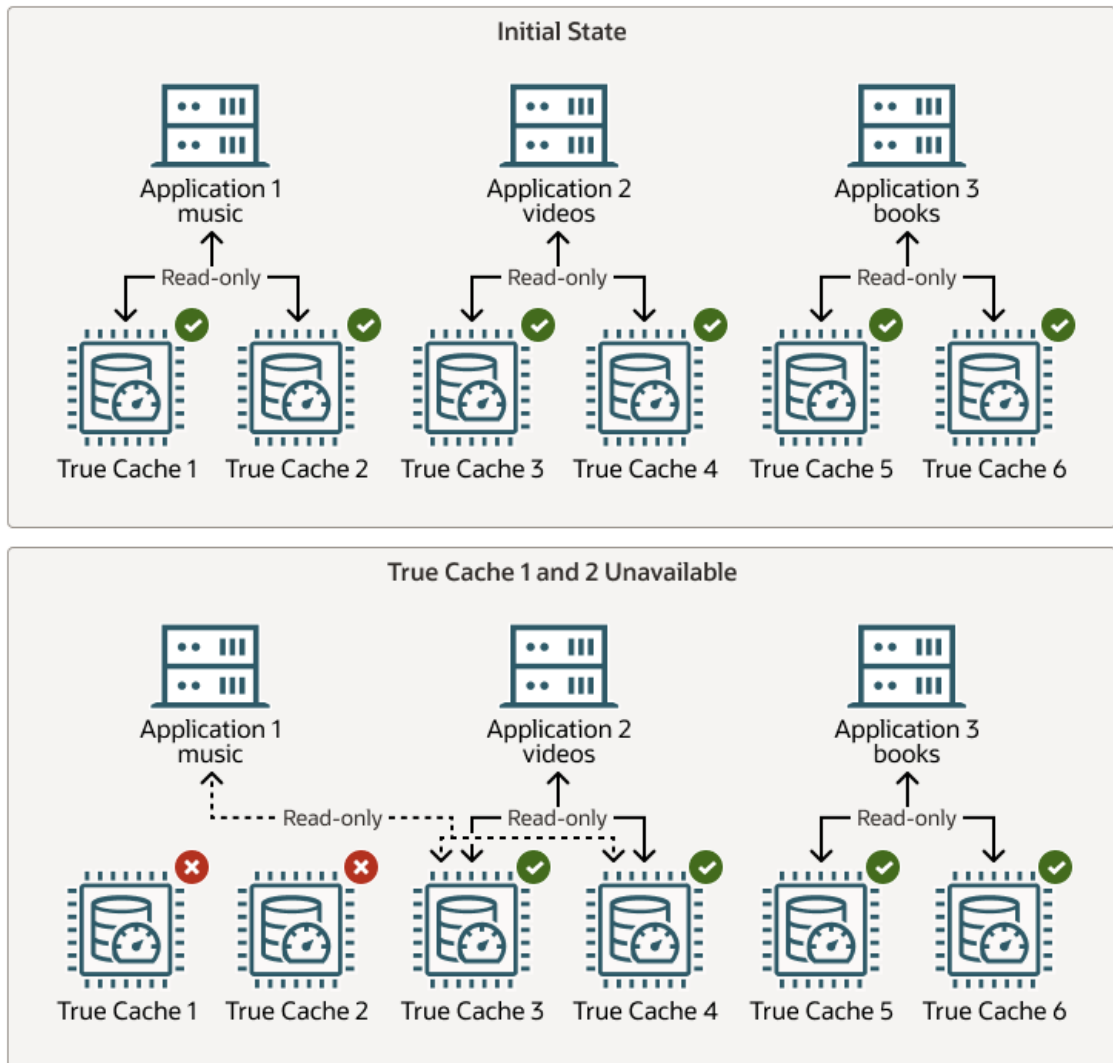 Initial State
Application 1
music
Application 2
videos
Application 3
books
Read-only
Read-only
Read-only
True Cache 1
True Cache 2
True Cache 3
True Cache 4
True Cache 5
True Cache 6
True Cache 1 and 2 Unavailable
Application 1
music
Application 2
videos
Application 3
books
Read-only
Read-only
Read-only
True Cache 1
True Cache 2
True Cache 3
True Cache 4
True Cache 5
True Cache 6